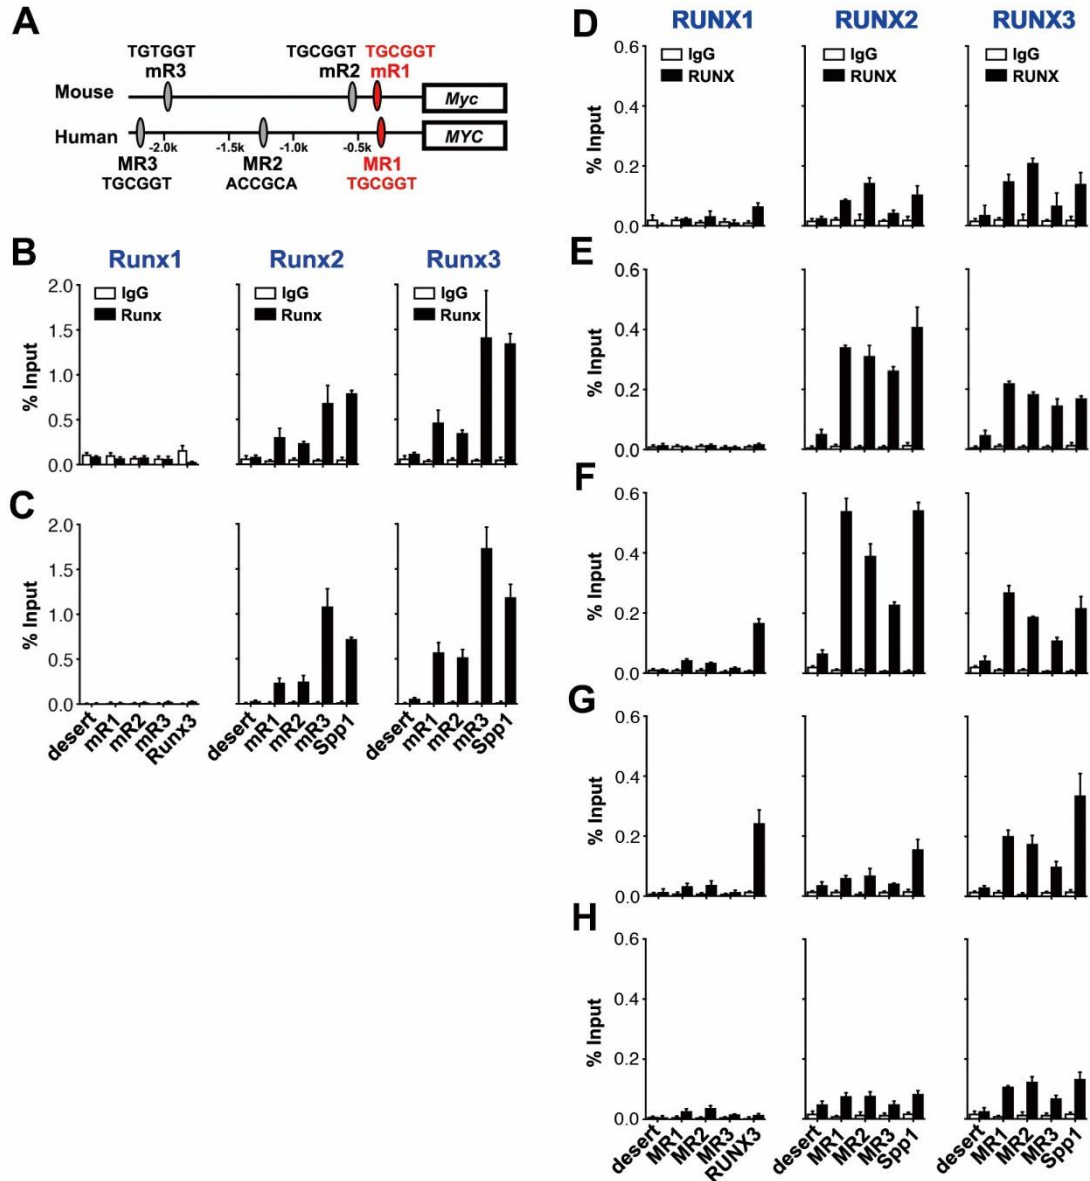 A
TGTGGT TGCGGT TGCGGT
mR3 mR2 mR1
Mouse Myc
Human MYC
-2.0k -1.5k -1.0k -0.5k
MR3 MR2 MR1
TGCGGT ACCGCA TGCGGT
B
Runx1 Runx2 Runx3
2.0
1.5
1.0
0.5
0.0
% Input
IgG IgG IgG
Runx Runx Runx
C
2.0
1.5
1.0
0.5
0.0
% Input
desert mR1 mR2 mR3 Runx3
desert mR1 mR2 mR3 Spp1
desert mR1 mR2 mR3 Spp1
D
RUNX1 RUNX2 RUNX3
0.6
0.4
0.2
0.0
% Input
IgG IgG IgG
RUNX RUNX RUNX
E
0.6
0.4
0.2
0.0
% Input
F
0.6
0.4
0.2
0.0
% Input
G
0.6
0.4
0.2
0.0
% Input
H
0.6
0.4
0.2
0.0
% Input
desert MR1 MR2 MR3 RUNX3
desert MR1 MR2 MR3 Spp1
desert MR1 MR2 MR3 Spp1